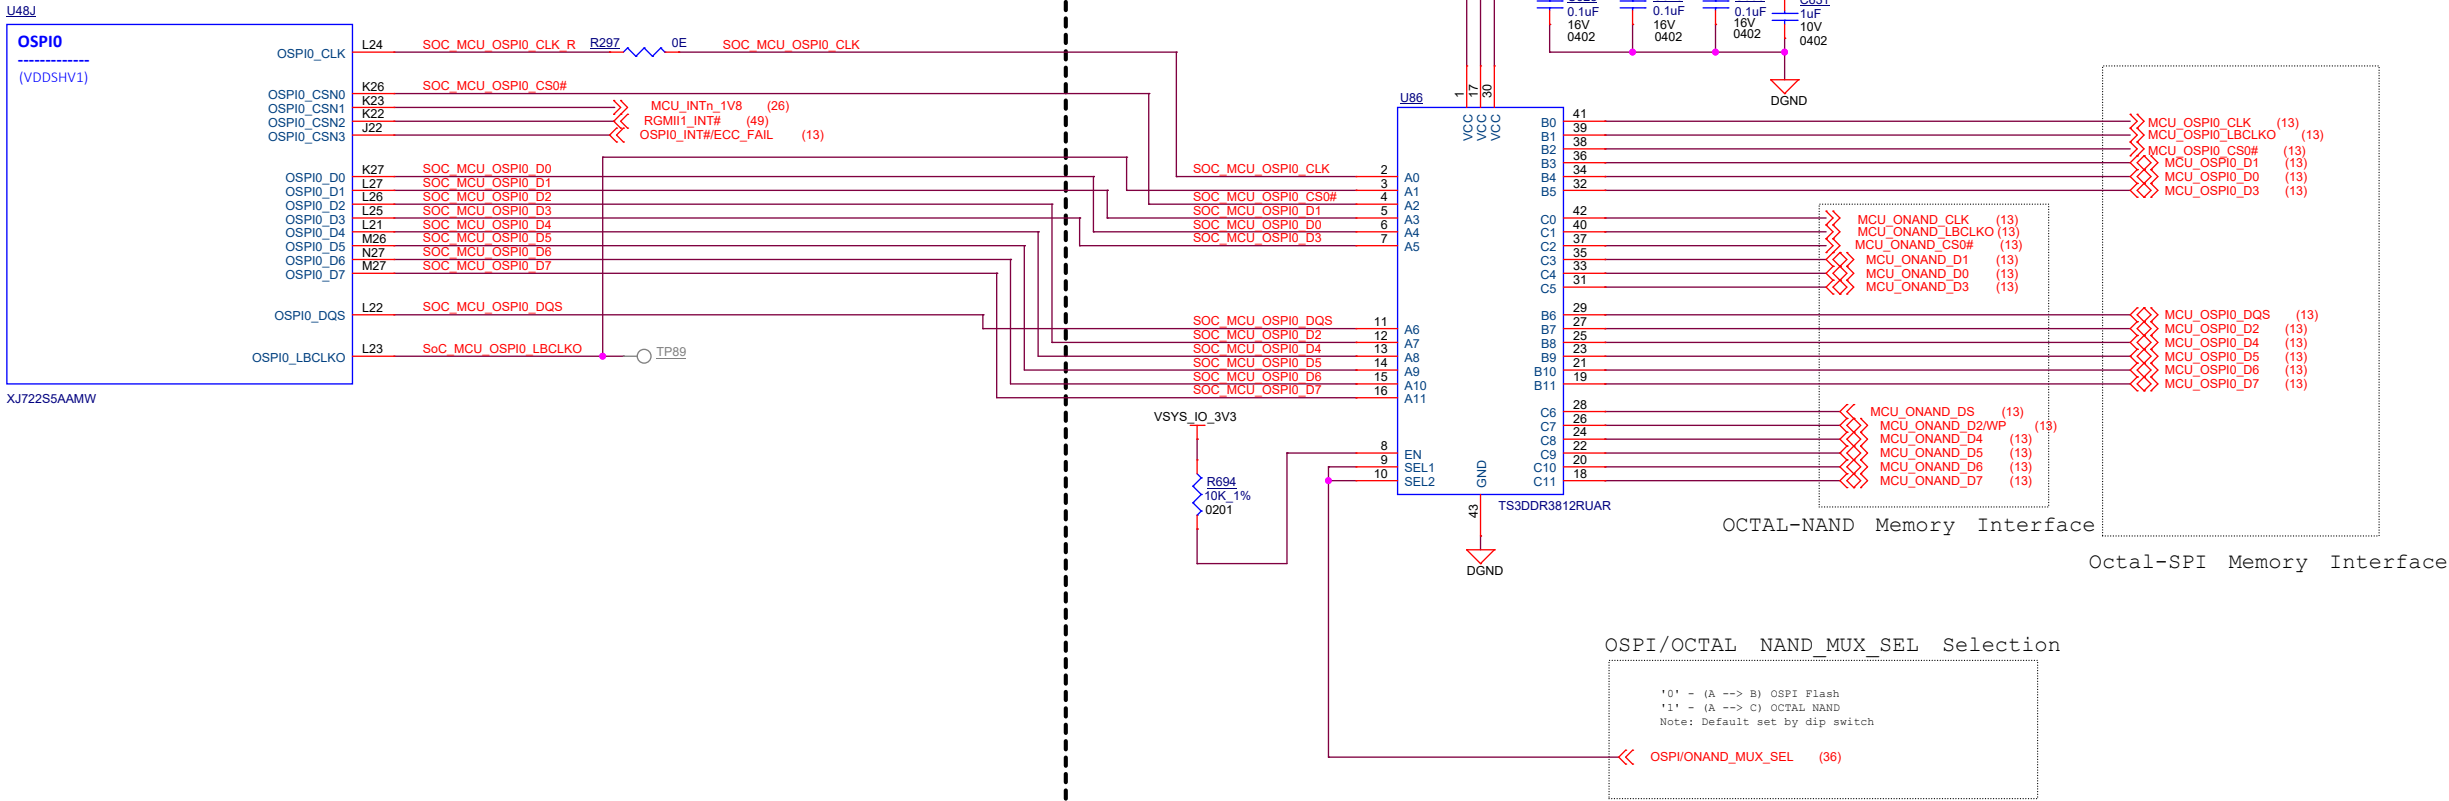 U48J
OSPI0
-------------
(VDDSHV1)
OSPI0_CLK L24 SOC_MCU_OSPI0_CLK_R R297 0E SOC_MCU_OSPI0_CLK
OSPI0_CSN0 K26 SOC_MCU_OSPI0_CS0#
OSPI0_CSN1 K23 MCU_INTn_1V8 (26)
OSPI0_CSN2 K22 RGMII1_INT# (49)
OSPI0_CSN3 J22 OSPI0_INT#/ECC_FAIL (13)
OSPI0_D0 K27 SOC_MCU_OSPI0_D0
OSPI0_D1 L27 SOC_MCU_OSPI0_D1
OSPI0_D2 L26 SOC_MCU_OSPI0_D2
OSPI0_D3 L25 SOC_MCU_OSPI0_D3
OSPI0_D4 L21 SOC_MCU_OSPI0_D4
OSPI0_D5 M26 SOC_MCU_OSPI0_D5
OSPI0_D6 N27 SOC_MCU_OSPI0_D6
OSPI0_D7 M27 SOC_MCU_OSPI0_D7
OSPI0_DQS L22 SOC_MCU_OSPI0_DQS
OSPI0_LBCLKO L23 SoC_MCU_OSPI0_LBCLKO TP89
XJ722S5AAMW
0.1uF
16V
0402
0.1uF
16V
0402
0.1uF
16V
0402
1uF
10V
0402
DGND
U86
1 17 30
VCC VCC VCC
SOC_MCU_OSPI0_CLK 2 A0
3 A1
SOC_MCU_OSPI0_CS0# 4 A2
SOC_MCU_OSPI0_D1 5 A3
SOC_MCU_OSPI0_D0 6 A4
SOC_MCU_OSPI0_D3 7 A5
SOC_MCU_OSPI0_DQS 11 A6
SOC_MCU_OSPI0_D2 12 A7
SOC_MCU_OSPI0_D4 13 A8
SOC_MCU_OSPI0_D5 14 A9
SOC_MCU_OSPI0_D6 15 A10
SOC_MCU_OSPI0_D7 16 A11
VSYS_IO_3V3
R694
10K_1%
0201
8 EN
9 SEL1
10 SEL2
GND
43
DGND
TS3DDR3812RUAR
B0 41 MCU_OSPI0_CLK (13)
B1 39 MCU_OSPI0_LBCLKO (13)
B2 38 MCU_OSPI0_CS0# (13)
B3 36 MCU_OSPI0_D1 (13)
B4 34 MCU_OSPI0_D0 (13)
B5 32 MCU_OSPI0_D3 (13)
C0 42 MCU_ONAND_CLK (13)
C1 40 MCU_ONAND_LBCLKO (13)
C2 37 MCU_ONAND_CS0# (13)
C3 35 MCU_ONAND_D1 (13)
C4 33 MCU_ONAND_D0 (13)
C5 31 MCU_ONAND_D3 (13)
B6 29 MCU_OSPI0_DQS (13)
B7 27 MCU_OSPI0_D2 (13)
B8 25 MCU_OSPI0_D4 (13)
B9 23 MCU_OSPI0_D5 (13)
B10 21 MCU_OSPI0_D6 (13)
B11 19 MCU_OSPI0_D7 (13)
C6 28 MCU_ONAND_DS (13)
C7 26 MCU_ONAND_D2/WP (13)
C8 24 MCU_ONAND_D4 (13)
C9 22 MCU_ONAND_D5 (13)
C10 20 MCU_ONAND_D6 (13)
C11 18 MCU_ONAND_D7 (13)
OCTAL-NAND Memory Interface
Octal-SPI Memory Interface
OSPI/OCTAL NAND_MUX_SEL Selection
'0' - (A --> B) OSPI Flash
'1' - (A --> C) OCTAL NAND
Note: Default set by dip switch
OSPI/ONAND_MUX_SEL (36)